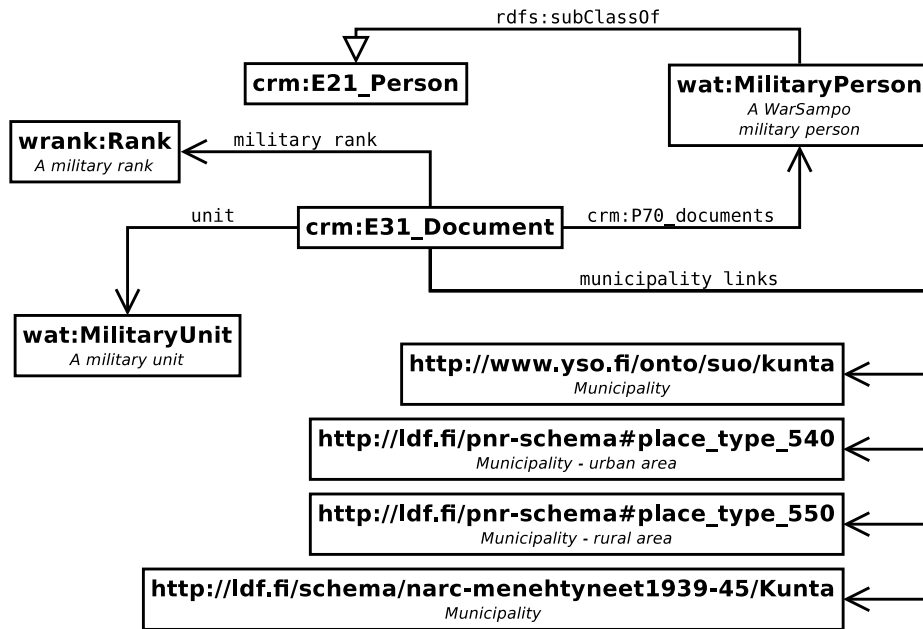 rdfs:subClassOf
crm:E21_Person
wat:MilitaryPerson
A WarSampo
military person
wrank:Rank
A military rank
military rank
unit
crm:E31_Document
crm:P70_documents
municipality links
wat:MilitaryUnit
A military unit
http://www.yso.fi/onto/suo/kunta
Municipality
http://ldf.fi/pnr-schema#place_type_540
Municipality - urban area
http://ldf.fi/pnr-schema#place_type_550
Municipality - rural area
http://ldf.fi/schema/narc-menehtyneet1939-45/Kunta
Municipality